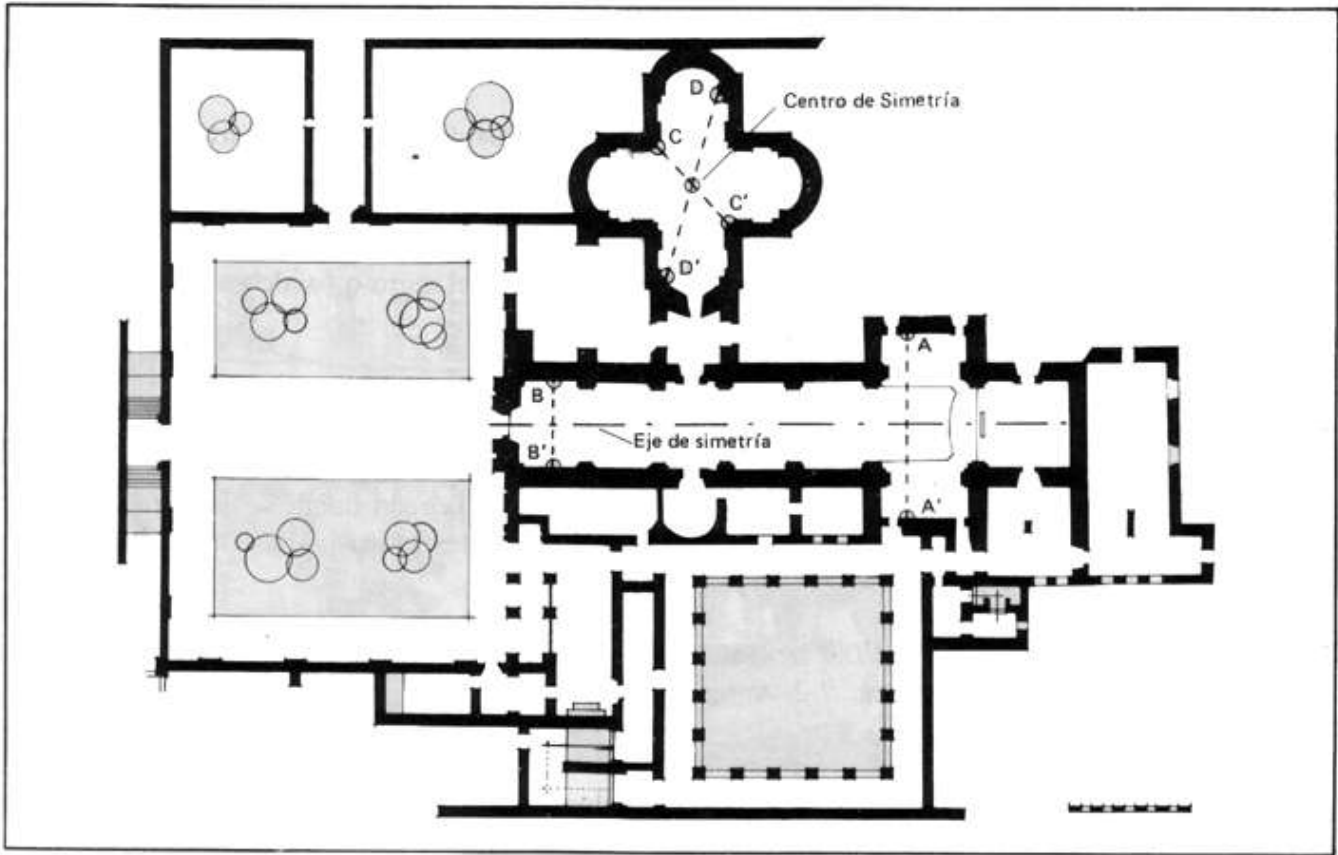 D
Centro de Simetría
C
C'
D'
A
B
Eje de simetría
B'
A'